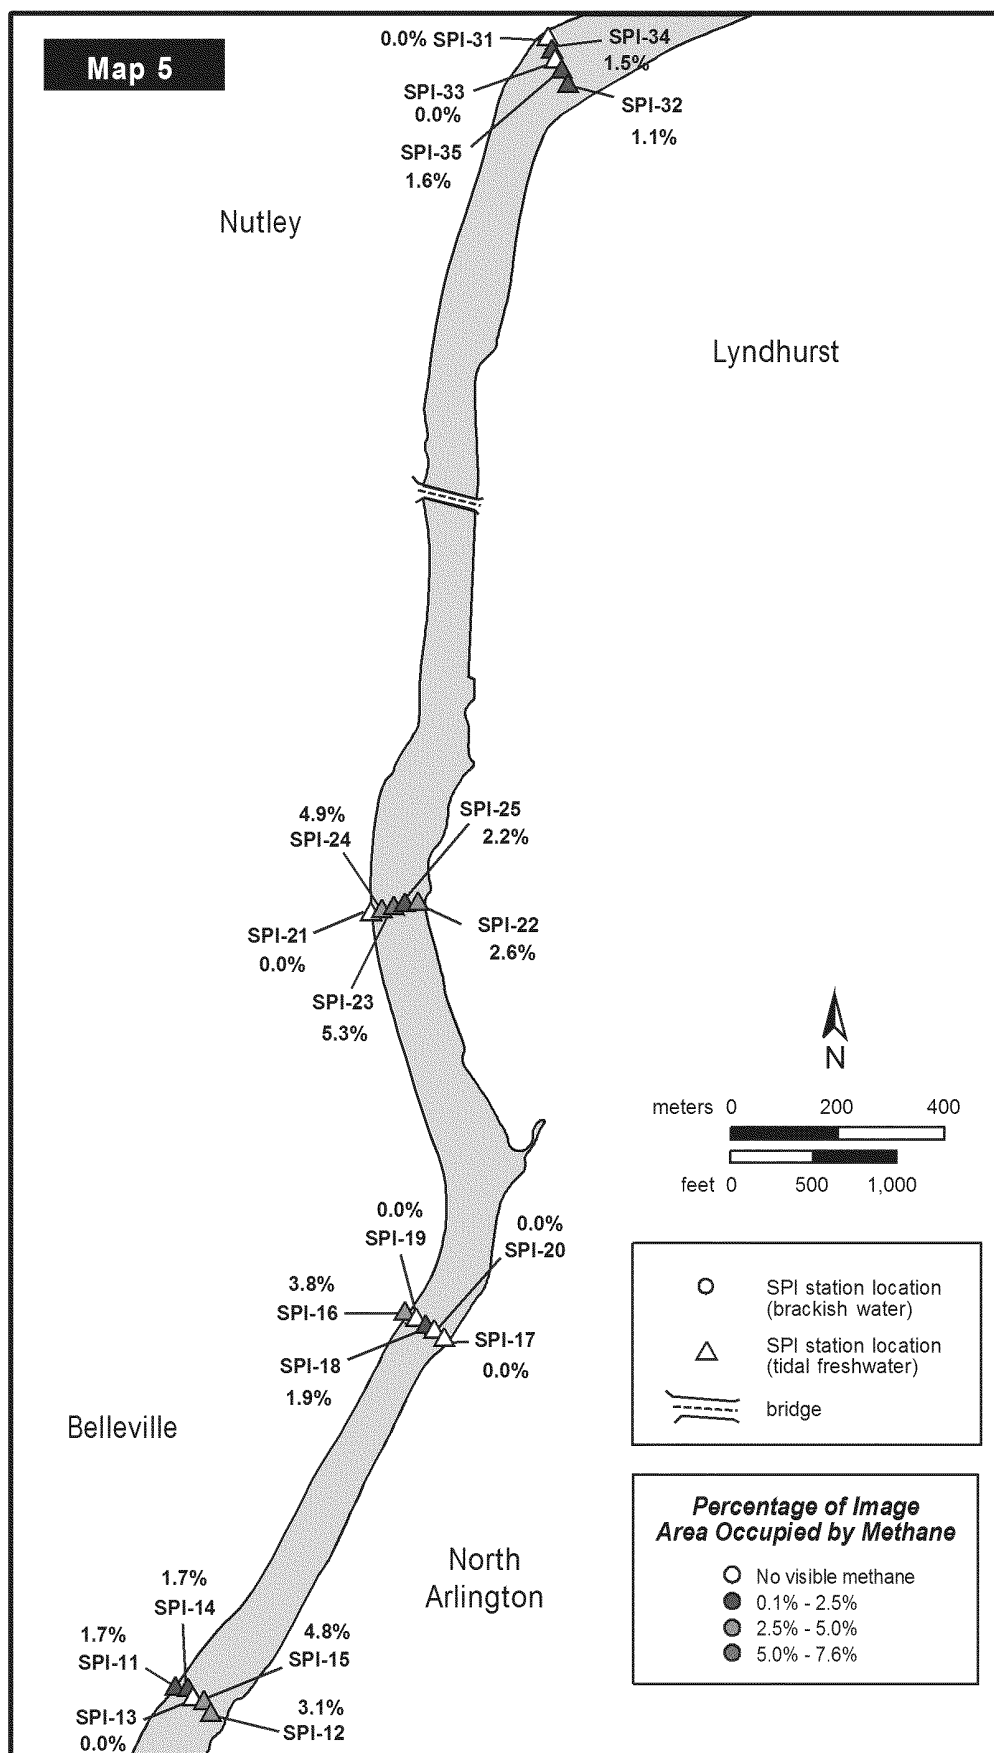 Map 5
0.0% SPI-31
SPI-34
1.5%
SPI-33
0.0%
SPI-32
1.1%
SPI-35
1.6%
Nutley
Lyndhurst
4.9%
SPI-24
SPI-25
2.2%
SPI-21
0.0%
SPI-22
2.6%
SPI-23
5.3%
N
meters 0 200 400
feet 0 500 1,000
0.0%
SPI-19
0.0%
SPI-20
3.8%
SPI-16
SPI-17
0.0%
SPI-18
1.9%
SPI station location
(brackish water)
SPI station location
(tidal freshwater)
bridge
Belleville
North
Arlington
Percentage of Image
Area Occupied by Methane
No visible methane
0.1% - 2.5%
2.5% - 5.0%
5.0% - 7.6%
1.7%
SPI-14
1.7%
SPI-11
4.8%
SPI-15
3.1%
SPI-12
SPI-13
0.0%